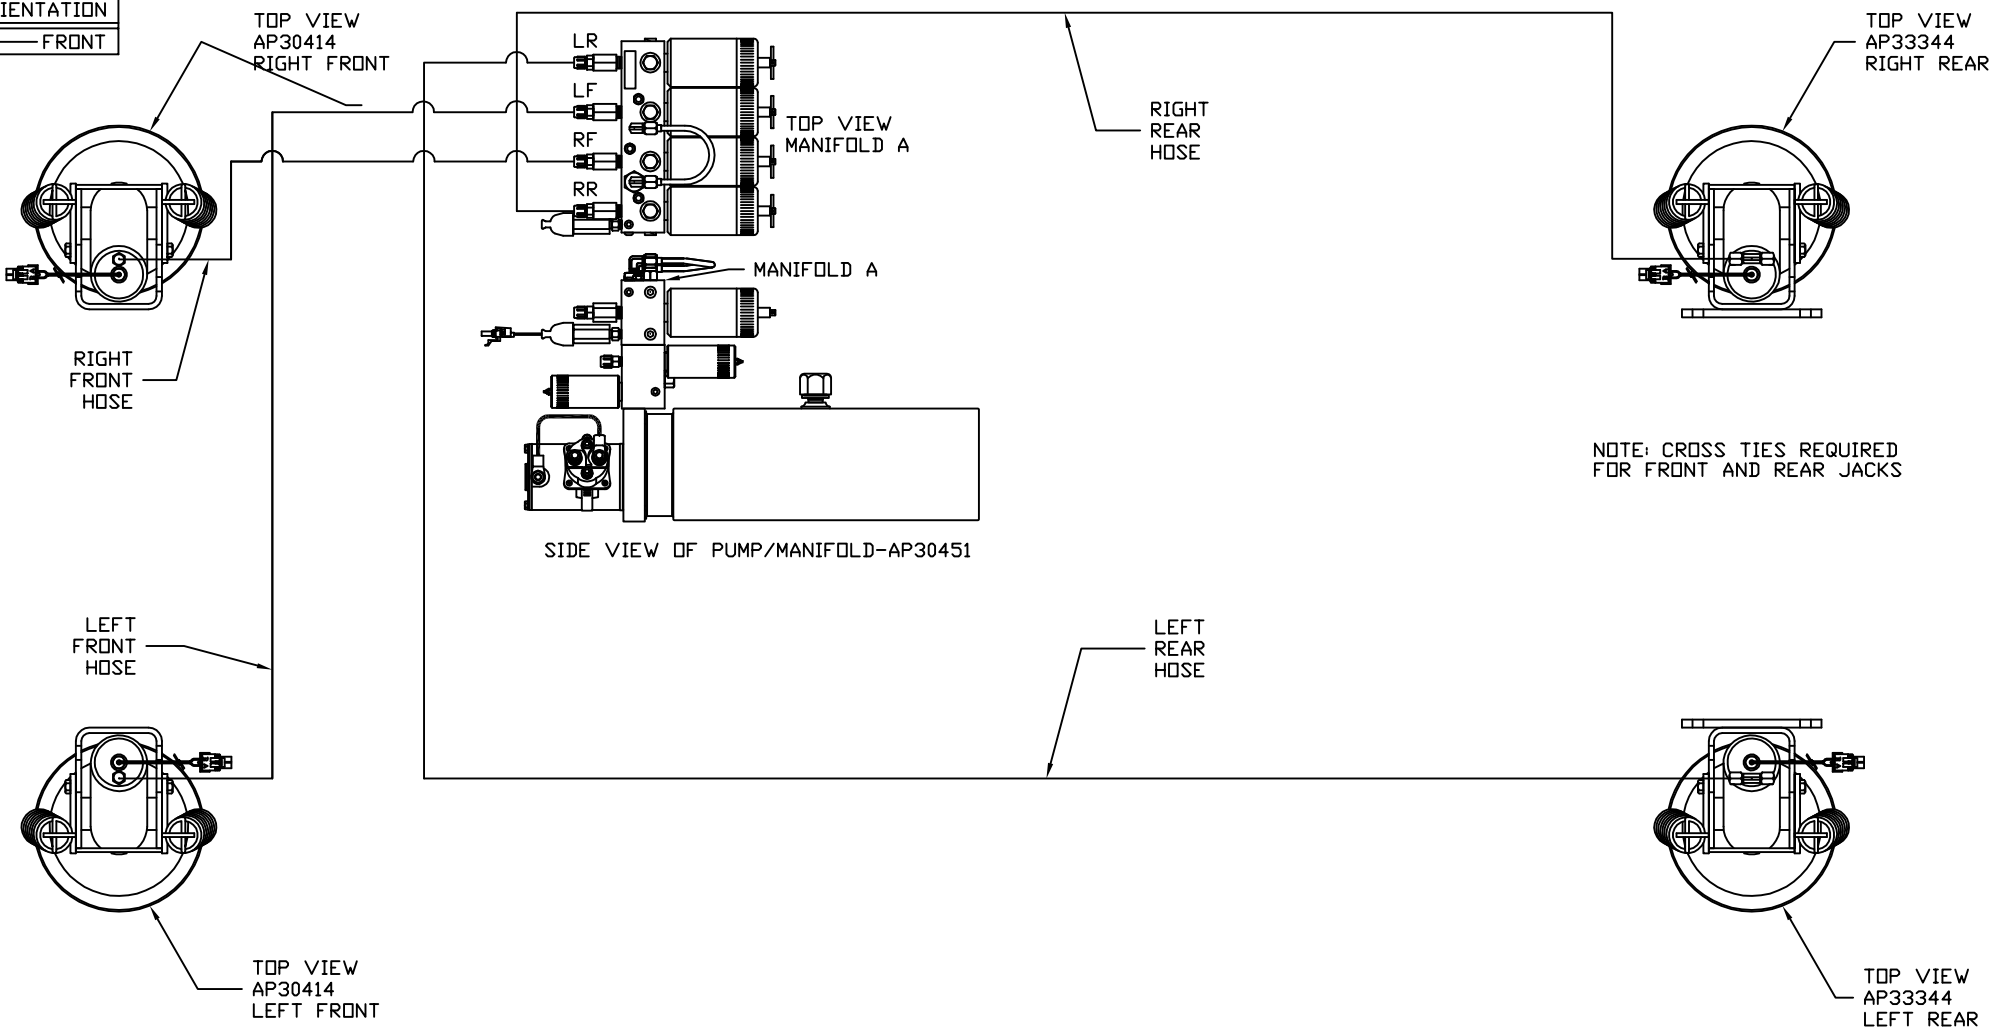 FRONT
TOP VIEW
AP30414
RIGHT FRONT
LR
LF
RF
RR
TOP VIEW
MANIFOLD A
RIGHT
REAR
HOSE
TOP VIEW
AP33344
RIGHT REAR
MANIFOLD A
RIGHT
FRONT
HOSE
NOTE: CROSS TIES REQUIRED
FOR FRONT AND REAR JACKS
SIDE VIEW OF PUMP/MANIFOLD-AP30451
LEFT
FRONT
HOSE
LEFT
REAR
HOSE
TOP VIEW
AP30414
LEFT FRONT
TOP VIEW
AP33344
LEFT REAR